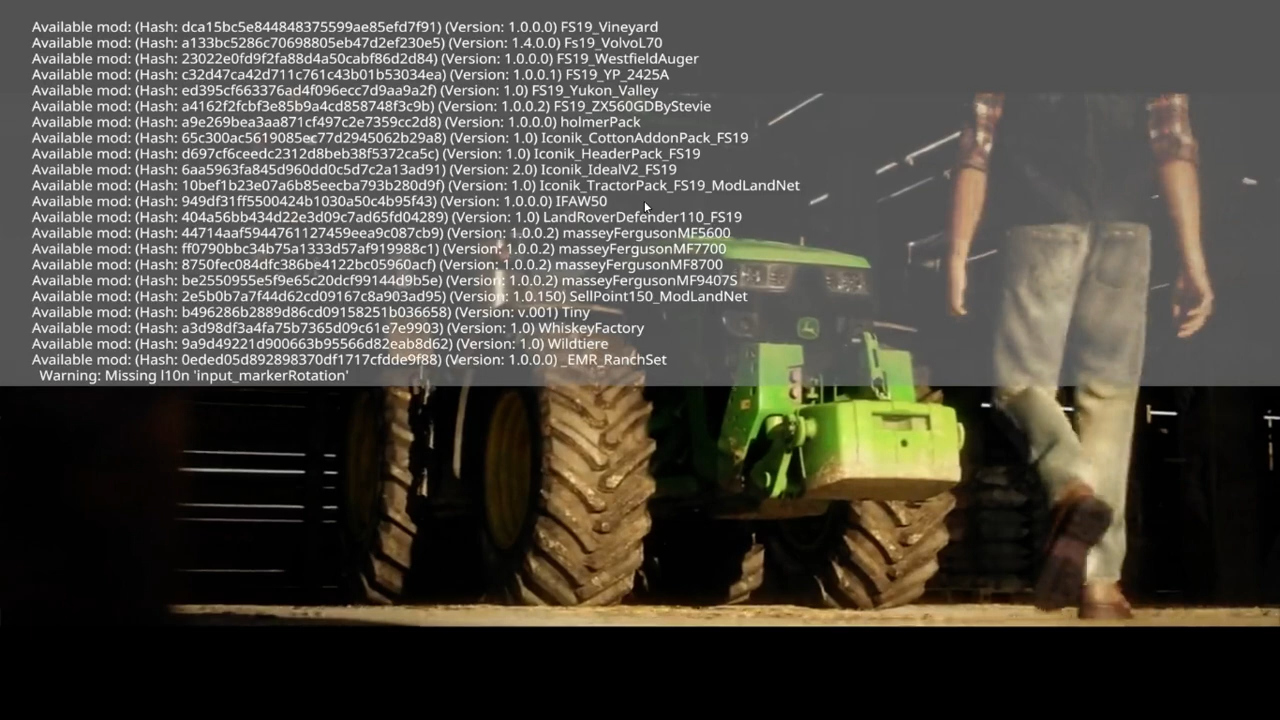 Available mod: (Hash: dca15bc5e844848375599ae85efd7f91) (Version: 1.0.0.0) FS19_Vineyard
Available mod: (Hash: a133bc5286c70698805eb47d2ef230e5) (Version: 1.4.0.0) Fs19_VolvoL70
Available mod: (Hash: 23022e0fd9f2fa88d4a50cabf86d2d84) (Version: 1.0.0.0) FS19_WestfieldAuger
Available mod: (Hash: c32d47ca42d711c761c43b01b53034ea) (Version: 1.0.0.1) FS19_YP_2425A
Available mod: (Hash: ed395cf663376ad4f096ecc7d9aa9a2f) (Version: 1.0) FS19_Yukon_Valley
Available mod: (Hash: a4162f2fcbf3e85b9a4cd858748f3c9b) (Version: 1.0.0.2) FS19_ZX560GDByStevie
Available mod: (Hash: a9e269bea3aa871cf497c2e7359cc2d8) (Version: 1.0.0.0) holmerPack
Available mod: (Hash: 65c300ac5619085ec77d2945062b29a8) (Version: 1.0) Iconik_CottonAddonPack_FS19
Available mod: (Hash: d697cf6ceedc2312d8beb38f5372ca5c) (Version: 1.0) Iconik_HeaderPack_FS19
Available mod: (Hash: 6aa5963fa845d960dd0c5d7c2a13ad91) (Version: 2.0) Iconik_IdealV2_FS19
Available mod: (Hash: 10bef1b23e07a6b85eecba793b280d9f) (Version: 1.0) Iconik_TractorPack_FS19_ModLandNet
Available mod: (Hash: 949df31ff5500424b1030a50c4b95f43) (Version: 1.0.0.0) IFAW50
Available mod: (Hash: 404a56bb434d22e3d09c7ad65fd04289) (Version: 1.0) LandRoverDefender110_FS19
Available mod: (Hash: 44714aaf5944761127459eea9c087cb9) (Version: 1.0.0.2) masseyFergusonMF5600
Available mod: (Hash: ff0790bbc34b75a1333d57af919988c1) (Version: 1.0.0.2) masseyFergusonMF7700
Available mod: (Hash: 8750fec084dfc386be4122bc05960acf) (Version: 1.0.0.2) masseyFergusonMF8700
Available mod: (Hash: be2550955e5f9e65c20dcf99144d9b5e) (Version: 1.0.0.2) masseyFergusonMF9407S
Available mod: (Hash: 2e5b0b7a7f44d62cd09167c8a903ad95) (Version: 1.0.150) SellPoint150_ModLandNet
Available mod: (Hash: b496286b2889d86cd09158251b036658) (Version: v.001) Tiny
Available mod: (Hash: a3d98df3a4fa75b7365d09c61e7e9903) (Version: 1.0) WhiskeyFactory
Available mod: (Hash: 9a9d49221d900663b95566d82eab8d62) (Version: 1.0) Wildtiere
Available mod: (Hash: 0eded05d892898370df1717cfdde9f88) (Version: 1.0.0.0) _EMR_RanchSet
Warning: Missing l10n 'input_markerRotation'